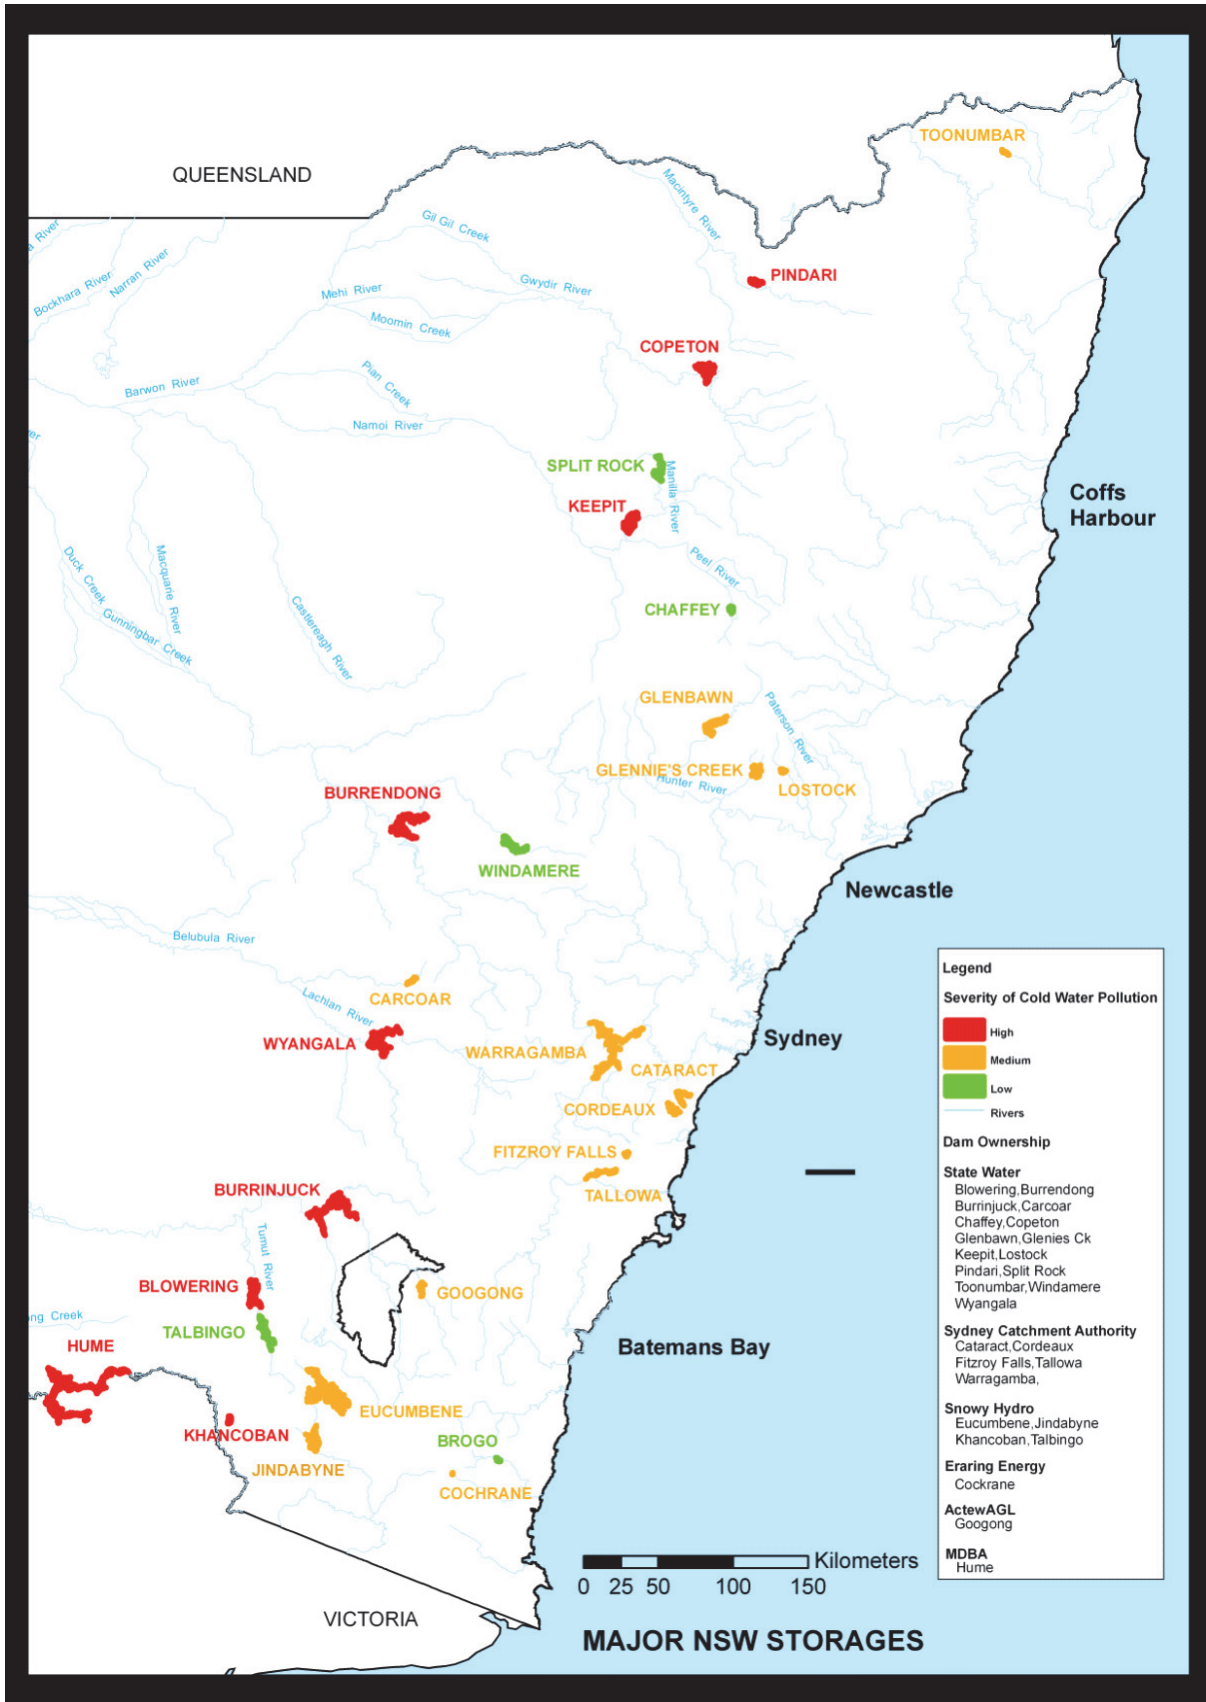 TOONUMBAR
QUEENSLAND
Macintyre River
Gil Gil Creek
a River
Bockhara River
Narran River
PINDARI
Gwydir River
Mehi River
Moomin Creek
COPETON
Pian Creek
Barwon River
Namoi River
er
SPLIT ROCK
Manilla River
KEEPIT
Coffs
Harbour
Duck Creek
Macquarie River
Gunningbar Creek
Castlereagh River
Peel River
CHAFFEY
GLENBAWN
Paterson River
GLENNIE'S CREEK
Hunter River
LOSTOCK
BURRENDONG
WINDAMERE
Newcastle
Belubula River
CARCOAR
Lachlan River
WYANGALA
WARRAGAMBA
Sydney
CATARACT
CORDEAUX
FITZROY FALLS
TALLOWA
BURRINJUCK
Tumut River
BLOWERING
GOOGONG
ong Creek
TALBINGO
HUME
Batemans Bay
EUCUMBENE
KHANCOBAN
BROGO
JINDABYNE
COCHRANE
Legend
Severity of Cold Water Pollution
High
Medium
Low
Rivers
Dam Ownership
State Water
Blowering,Burrendong
Burrinjuck,Carcoar
Chaffey,Copeton
Glenbawn,Glenies Ck
Keepit,Lostock
Pindari,Split Rock
Toonumbar,Windamere
Wyangala
Sydney Catchment Authority
Cataract,Cordeaux
Fitzroy Falls,Tallowa
Warragamba,
Snowy Hydro
Eucumbene,Jindabyne
Khancoban,Talbingo
Eraring Energy
Cockrane
ActewAGL
Googong
MDBA
Hume
Kilometers
0 25 50 100 150
VICTORIA
MAJOR NSW STORAGES